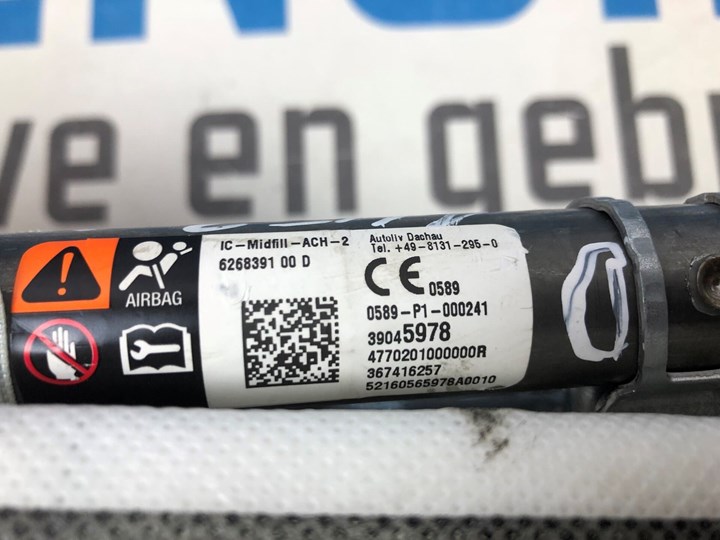 ve en gebr
IC-Midfill-ACH-2
6268391 00 D
AIRBAG
Autoliv Dachau
Tel. +49-8131-295-0
CE 0589
0589-P1-000241
39045978
4770201000000R
367416257
52160565978A0010